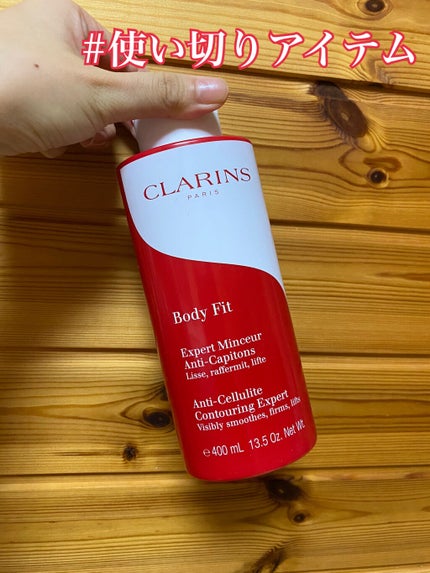 #使い切りアイテム
CLARINS
PARIS
Body Fit
Expert Minceur
Anti-Capitons
Lisse, raffermit, lifte
Anti-Cellulite
Contouring Expert
Visibly smoothes, firms, lifts
℮400 mL 13.5 Oz. Net Wt.